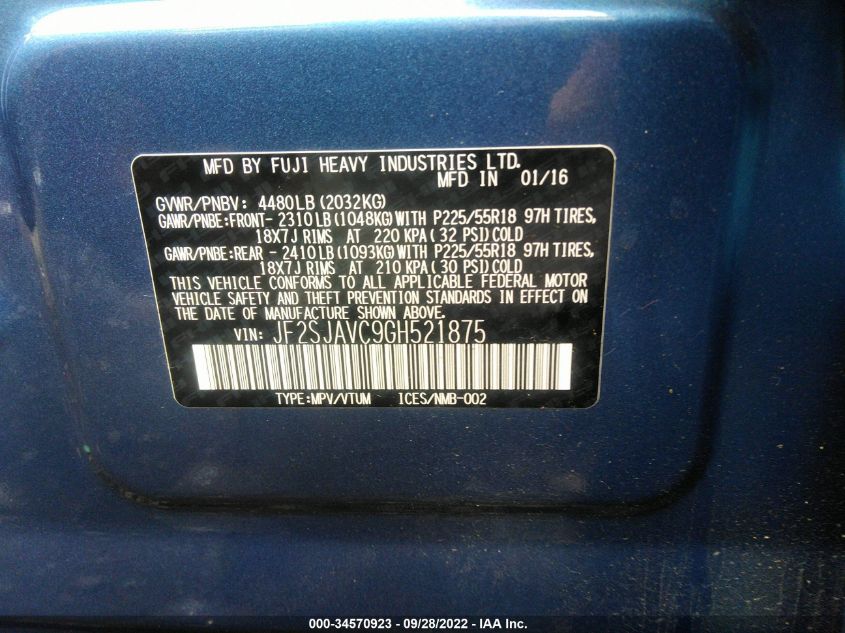 MFD BY FUJI HEAVY INDUSTRIES LTD.
MFD IN 01/16
GVWR/PNBV: 4480LB (2032KG)
GAWR/PNBE:FRONT- 2310 LB (1048KG) WITH P225/55R18 97H TIRES,
18X7J RIMS AT 220 KPA ( 32 PSI) COLD
GAWR/PNBE:REAR - 2410 LB (1093KG) WITH P225/55R18 97H TIRES,
18X7J RIMS AT 210 KPA ( 30 PSI) COLD
THIS VEHICLE CONFORMS TO ALL APPLICABLE FEDERAL MOTOR
VEHICLE SAFETY AND THEFT PREVENTION STANDARDS IN EFFECT ON
THE DATE OF MANUFACTURE SHOWN ABOVE.
VIN: JF2SJAVC9GH521875
TYPE:MPV/VTUM ICES/NMB-002
000-34570923 - 09/28/2022 - IAA Inc.